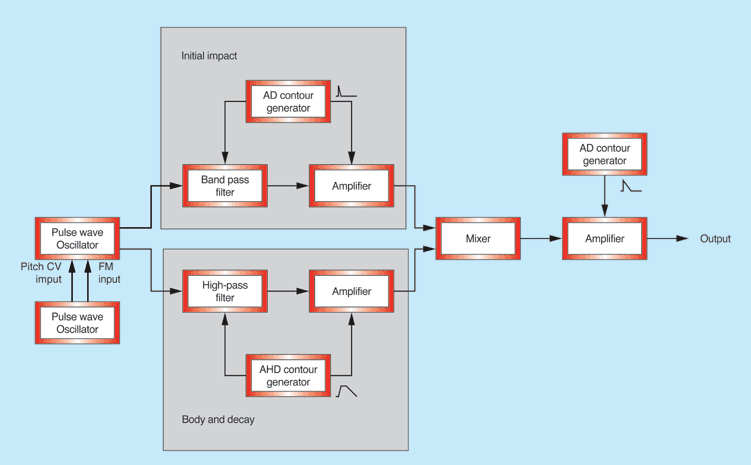 Initial impact
AD contour
generator
Band pass
filter
Amplifier
AD contour
generator
Pulse wave
Oscillator
Mixer
Amplifier
Output
Pitch CV
imput
FM
input
High-pass
filter
Amplifier
Pulse wave
Oscillator
AHD contour
generator
Body and decay